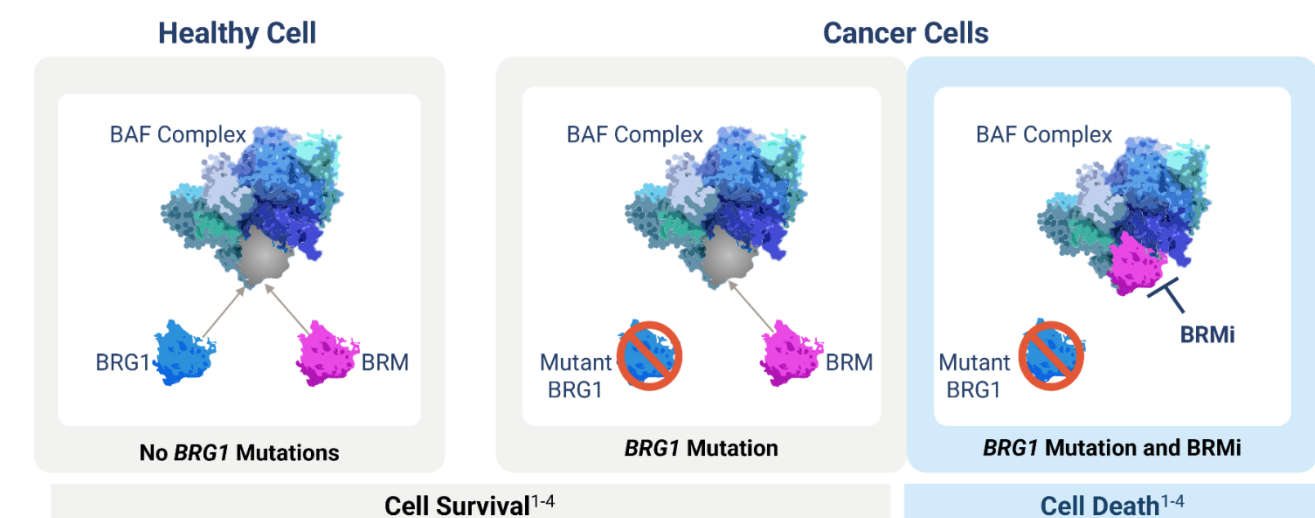 Healthy Cell
Cancer Cells
BAF Complex
BRG1
BRM
No BRG1 Mutations
BAF Complex
Mutant
BRG1
BRM
BRG1 Mutation
BAF Complex
BRMi
Mutant
BRG1
BRG1 Mutation and BRMi
Cell Survival1-4
Cell Death1-4